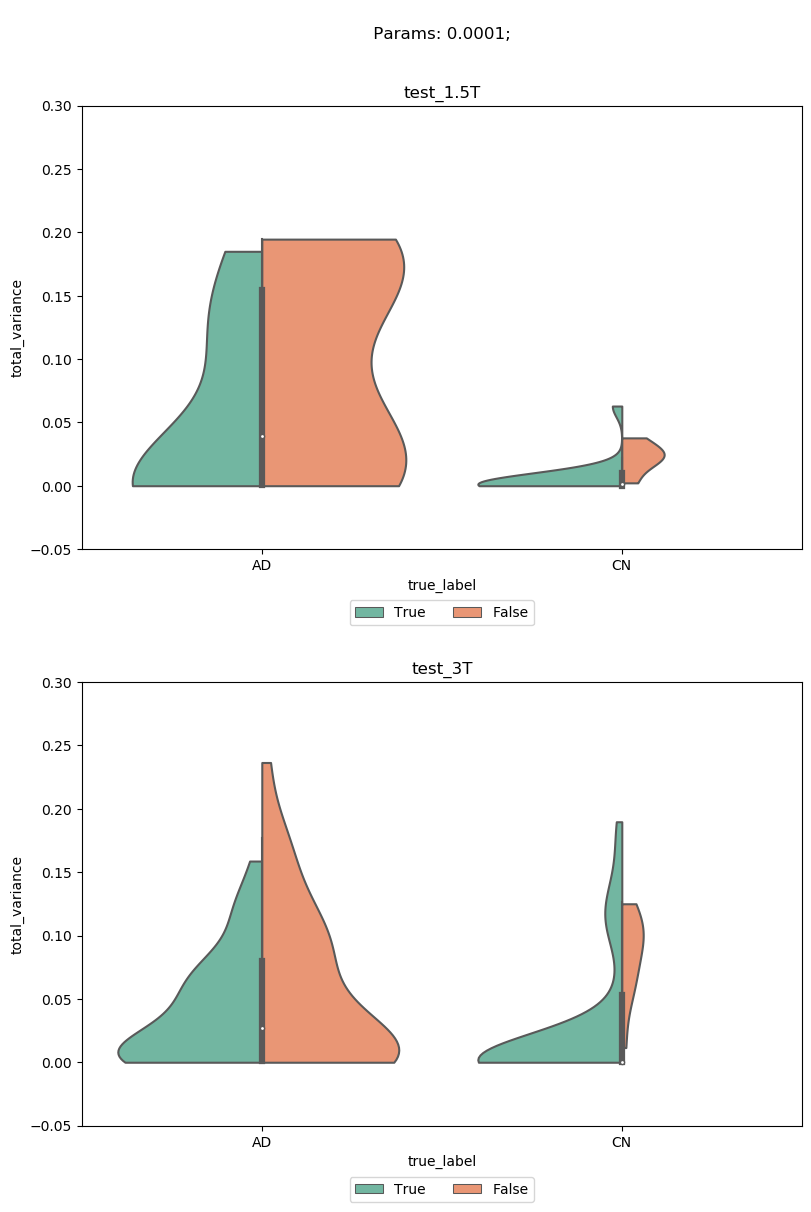 Params: 0.0001;
test_1.5T
0.30
0.25
0.20
0.15
0.10
0.05
0.00
−0.05
total_variance
AD
CN
true_label
True
False
test_3T
0.30
0.25
0.20
0.15
0.10
0.05
0.00
−0.05
total_variance
AD
CN
true_label
True
False